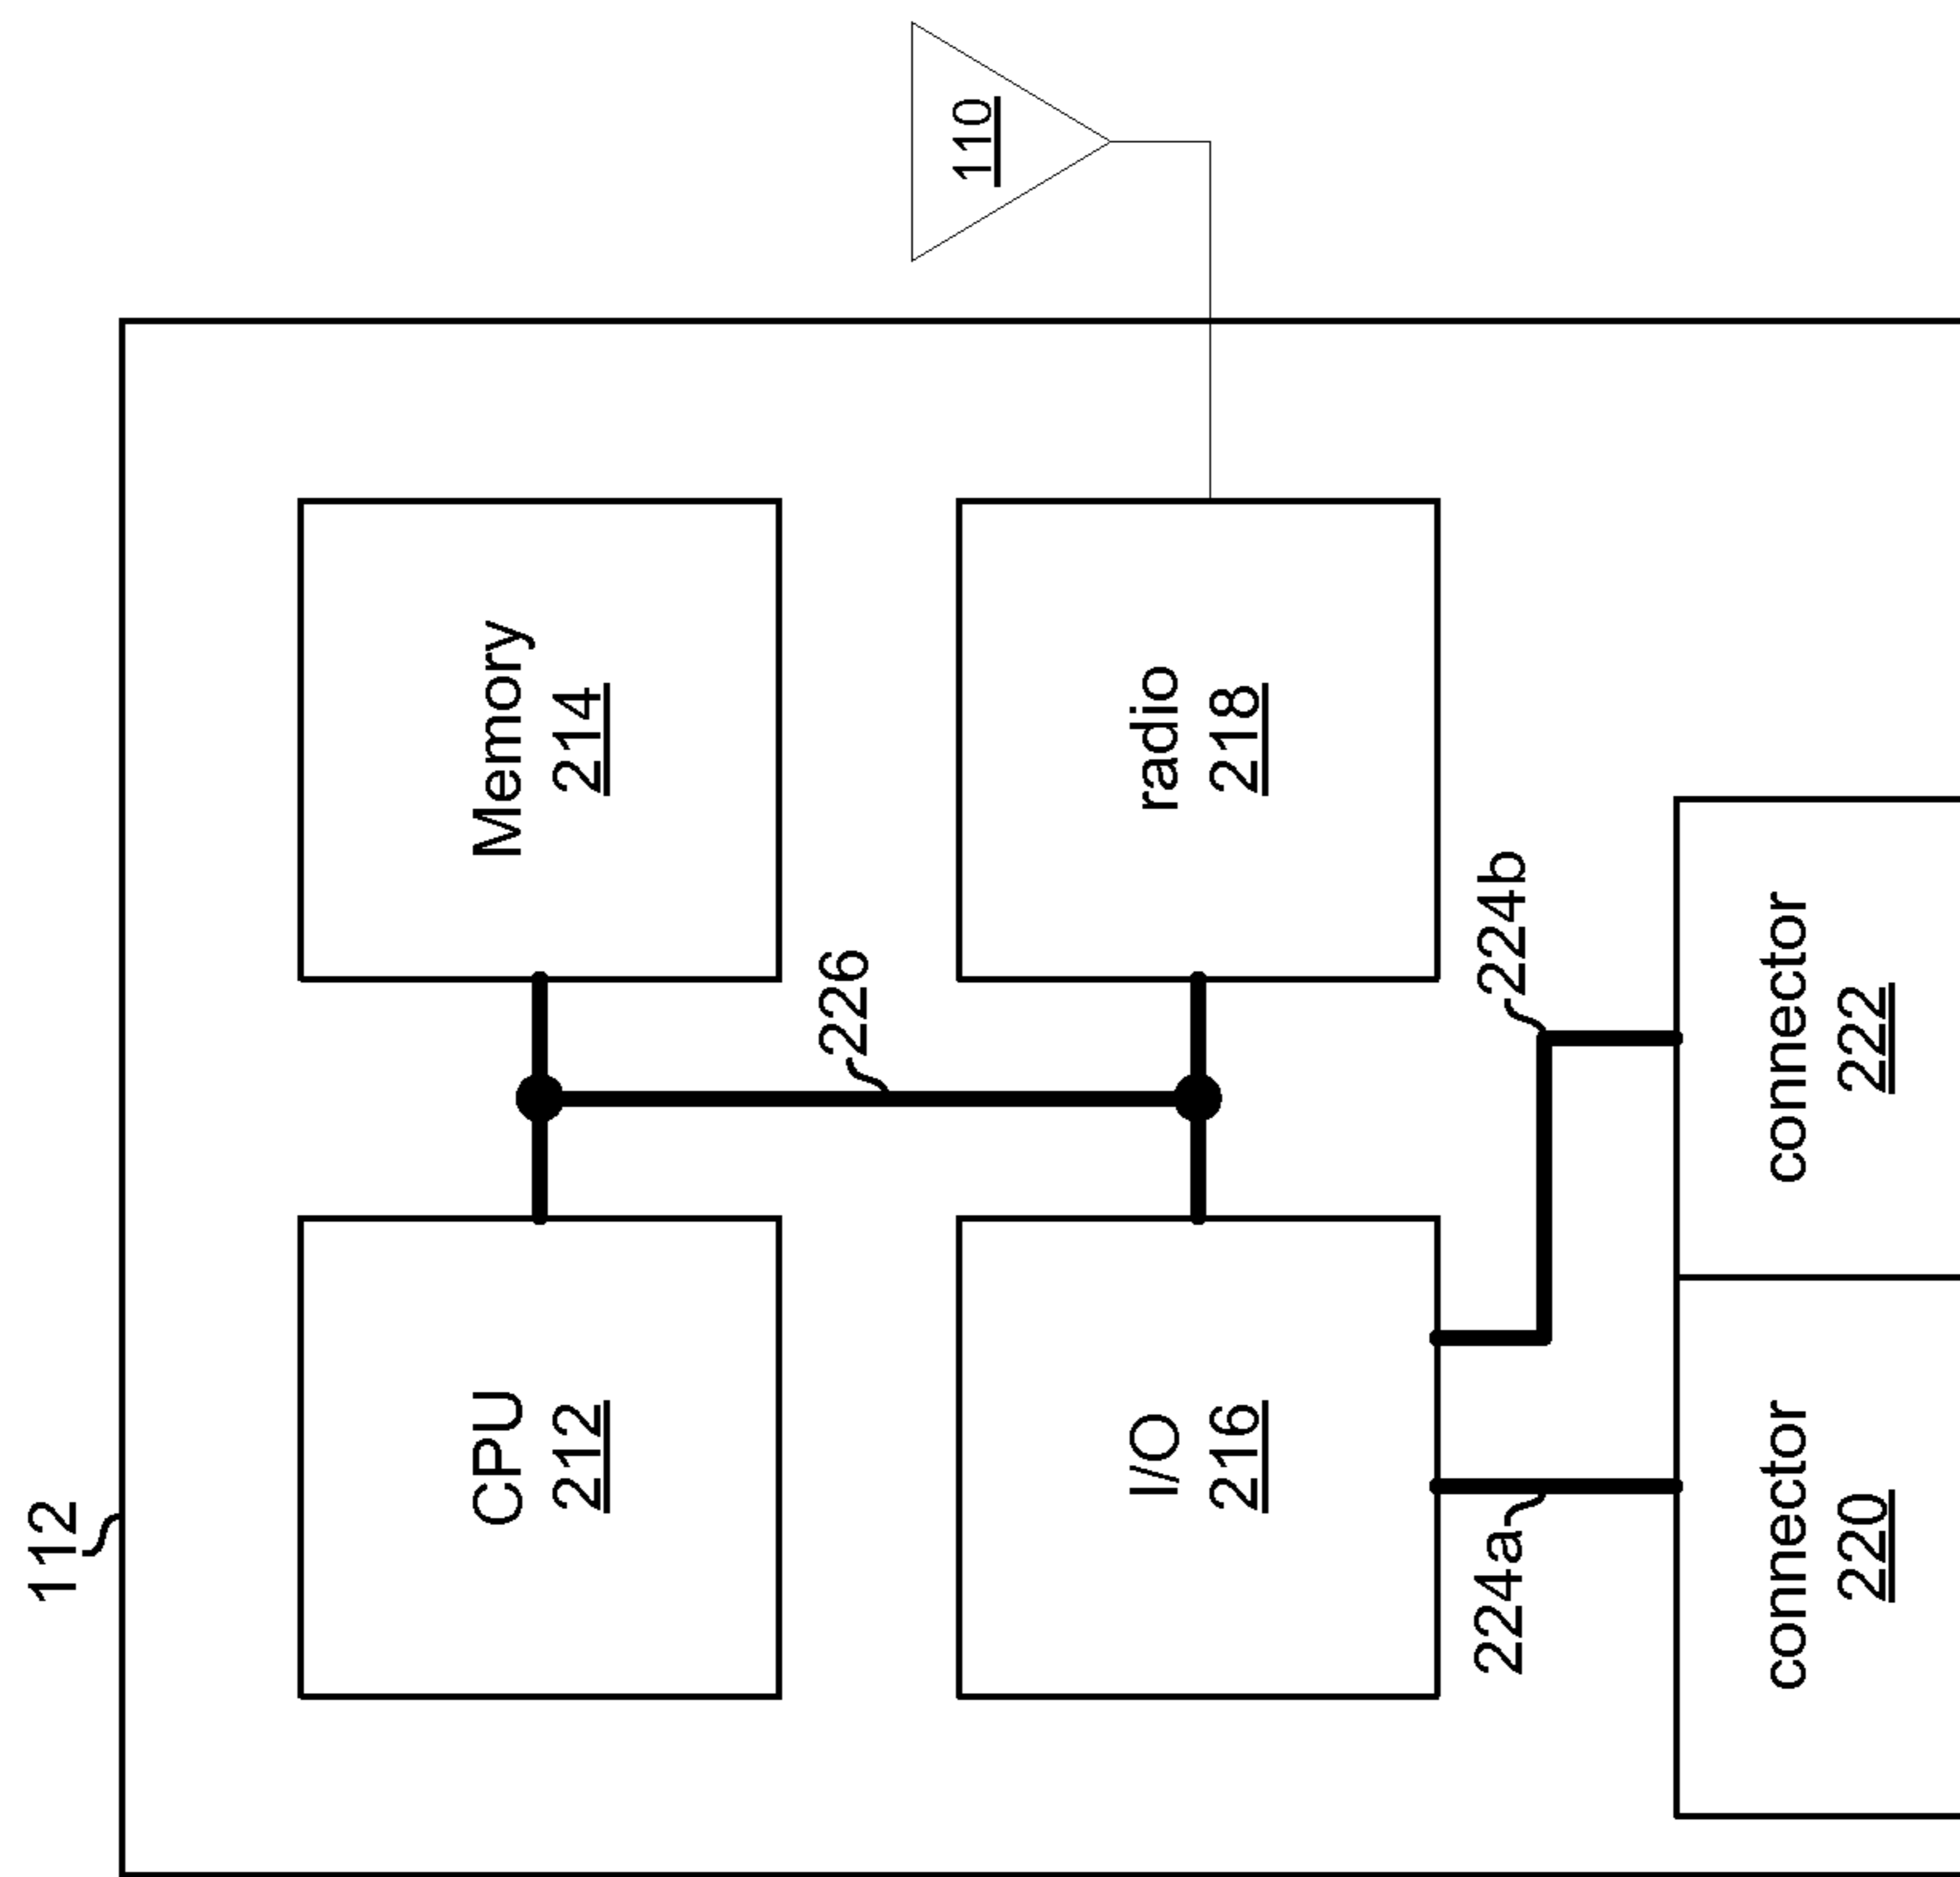 112
CPU
212
Memory
214
110
226
I/O
216
radio
218
224a
224b
connector
220
connector
222